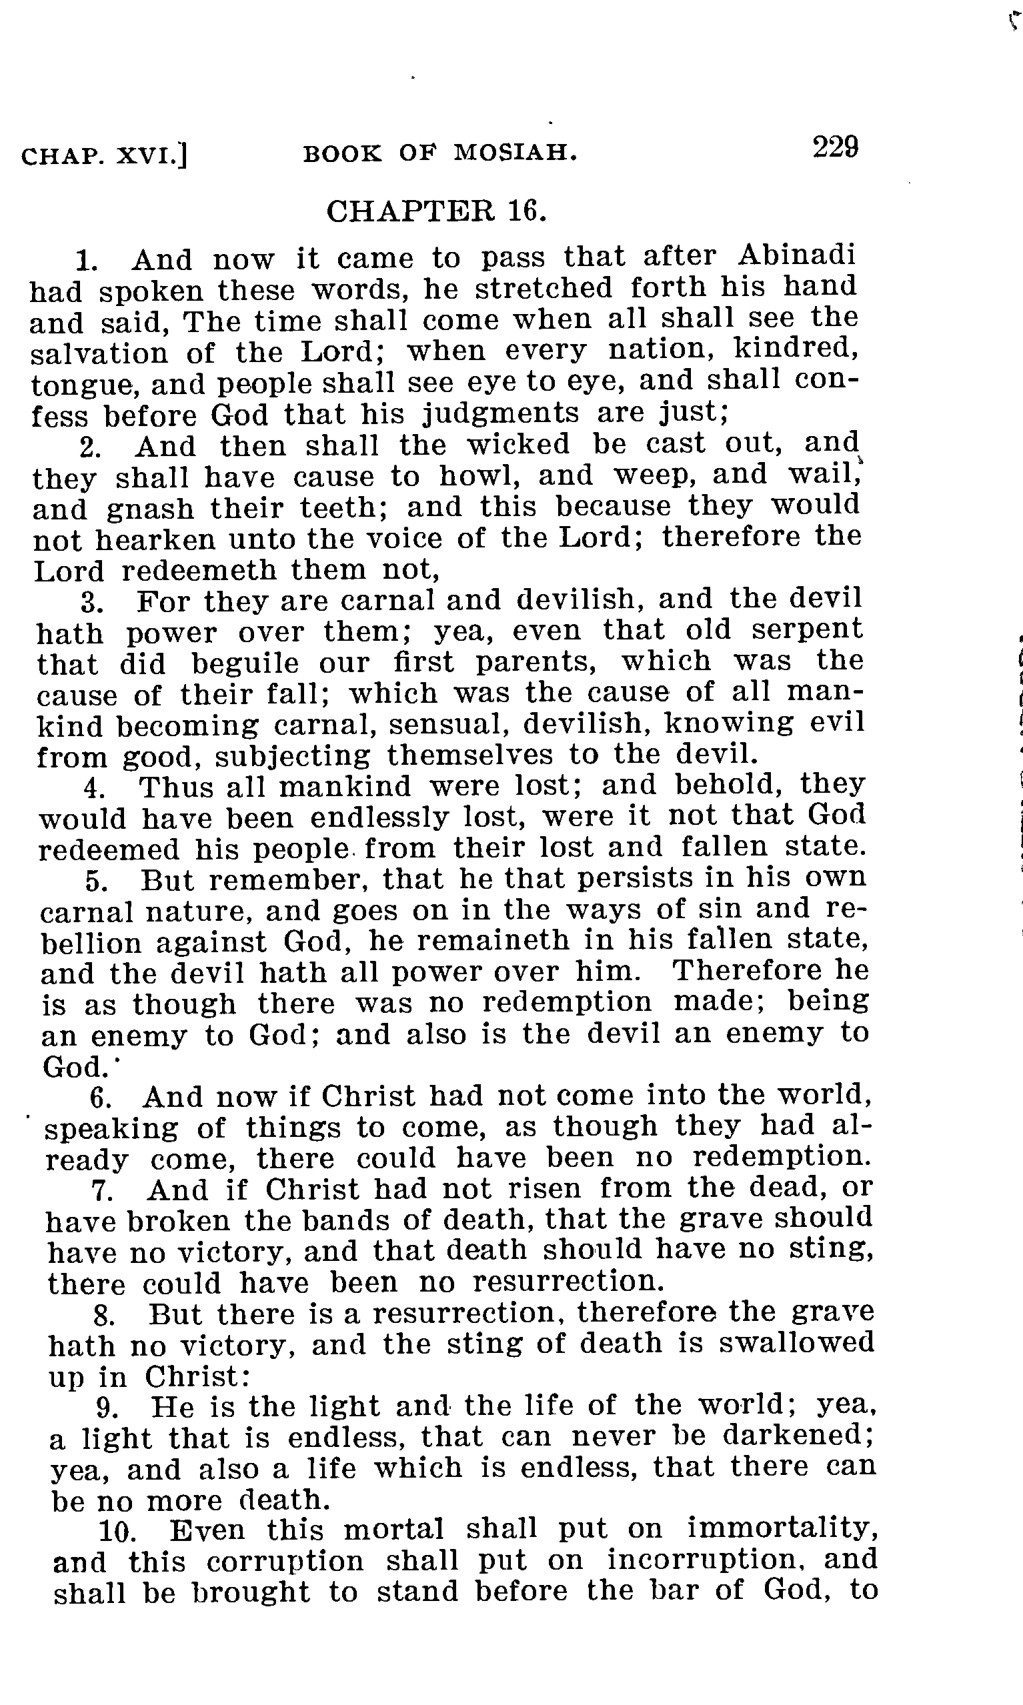 CHAP. XVI.] BOOK OF MOSIAH. 229
CHAPTER 16.
1. And now it came to pass that after Abinadi
had spoken these words, he stretched forth his hand
and said, The time shall come when all shall see the
salvation of the Lord; when every nation, kindred,
tongue, and people shall see eye to eye, and shall con-
fess before God that his judgments are just;
2. And then shall the wicked be cast out, and
they shall have cause to howl, and weep, and wail,
and gnash their teeth; and this because they would
not hearken unto the voice of the Lord; therefore the
Lord redeemeth them not,
3. For they are carnal and devilish, and the devil
hath power over them; yea, even that old serpent
that did beguile our first parents, which was the
cause of their fall; which was the cause of all man-
kind becoming carnal, sensual, devilish, knowing evil
from good, subjecting themselves to the devil.
4. Thus all mankind were lost; and behold, they
would have been endlessly lost, were it not that God
redeemed his people from their lost and fallen state.
5. But remember, that he that persists in his own
carnal nature, and goes on in the ways of sin and re-
bellion against God, he remaineth in his fallen state,
and the devil hath all power over him. Therefore he
is as though there was no redemption made; being
an enemy to God; and also is the devil an enemy to
God.
6. And now if Christ had not come into the world,
speaking of things to come, as though they had al-
ready come, there could have been no redemption.
7. And if Christ had not risen from the dead, or
have broken the bands of death, that the grave should
have no victory, and that death should have no sting,
there could have been no resurrection.
8. But there is a resurrection, therefore the grave
hath no victory, and the sting of death is swallowed
up in Christ:
9. He is the light and the life of the world; yea,
a light that is endless, that can never be darkened;
yea, and also a life which is endless, that there can
be no more death.
10. Even this mortal shall put on immortality,
and this corruption shall put on incorruption, and
shall be brought to stand before the bar of God, to